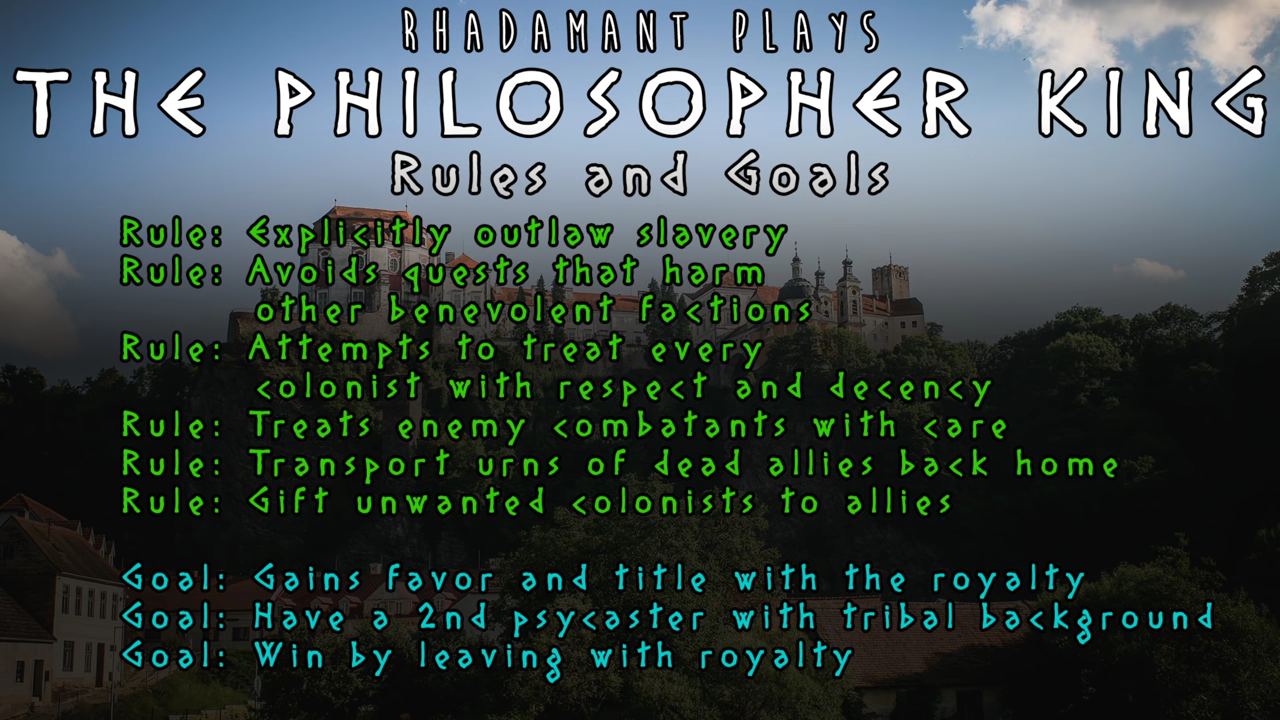 RHADAMANT PLAYS
THE PHILOSOPHER KING
Rules and Goals
Rule: Explicitly outlaw slavery
Rule: Avoids quests that harm
other benevolent factions
Rule: Attempts to treat every
colonist with respect and decency
Rule: Treats enemy combatants with care
Rule: Transport urns of dead allies back home
Rule: Gift unwanted colonists to allies
Goal: Gains favor and title with the royalty
Goal: Have a 2nd psycaster with tribal background
Goal: Win by leaving with royalty